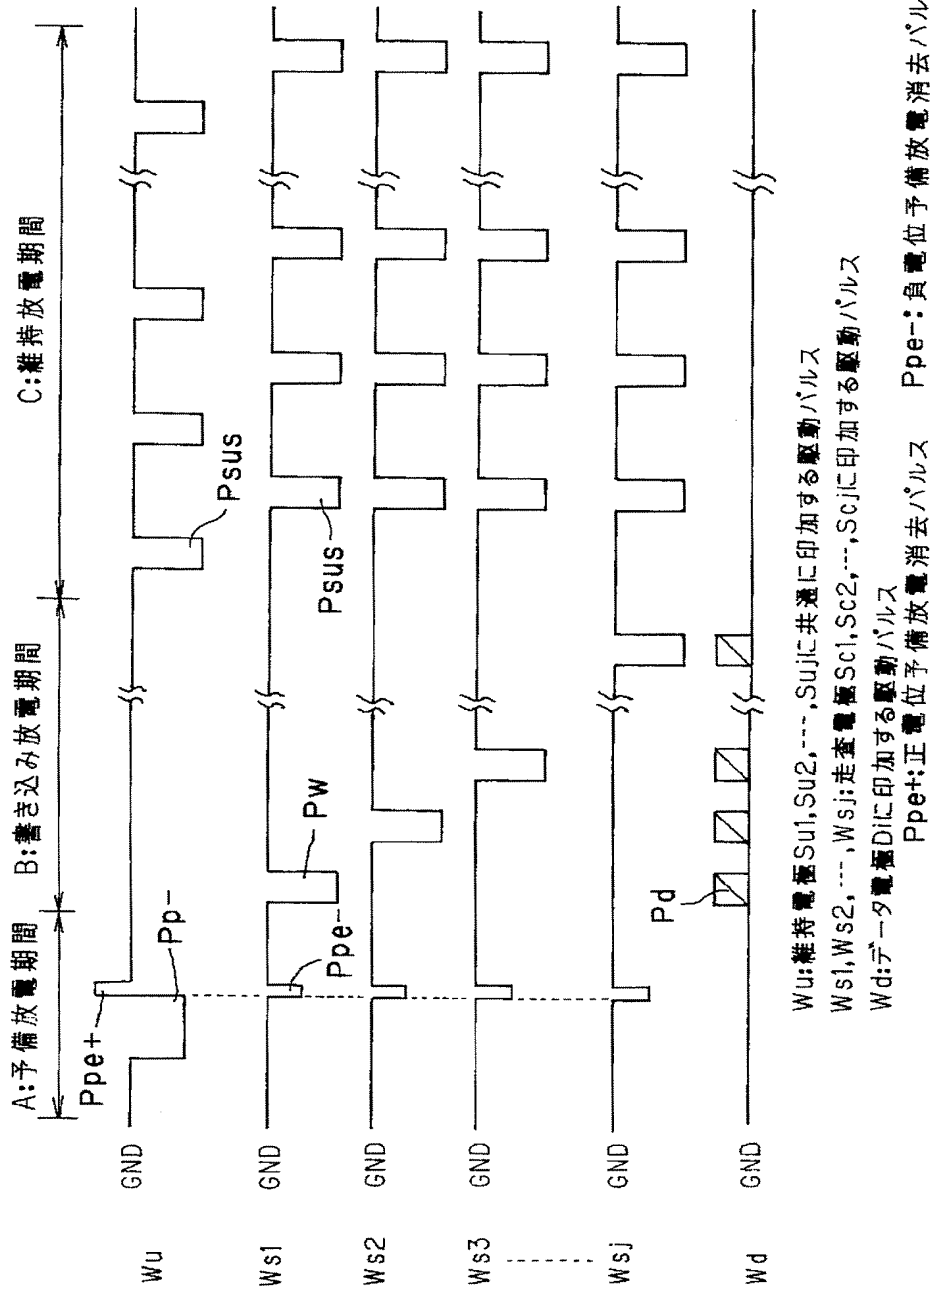 A:予備放電期間
B:書き込み放電期間
C:維持放電期間
Wu
GND
Ppe+
Pp-
Psus
Ws1
GND
Ppe-
Pw
Psus
Ws2
GND
Ws3
GND
Wsj
GND
Wd
GND
Pd
Wu:維持電極Su1,Su2,---,Sujに共通に印加する駆動パルス
Ws1,Ws2,---,Wsj:走査電極Sc1,Sc2,---,Scjに印加する駆動パルス
Wd:データ電極Diに印加する駆動パルス
Ppe+:正電位予備放電消去パルス Ppe-:負電位予備放電消去パル